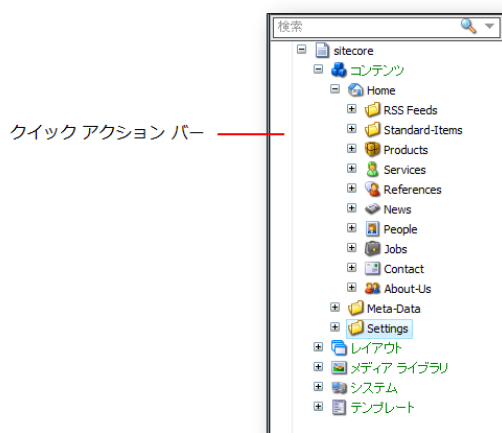 検索
sitecore
コンテンツ
Home
RSS Feeds
クイック アクション バー
Standard-Items
Products
Services
References
News
People
Jobs
Contact
About-Us
Meta-Data
Settings
レイアウト
メディア ライブラリ
システム
テンプレート